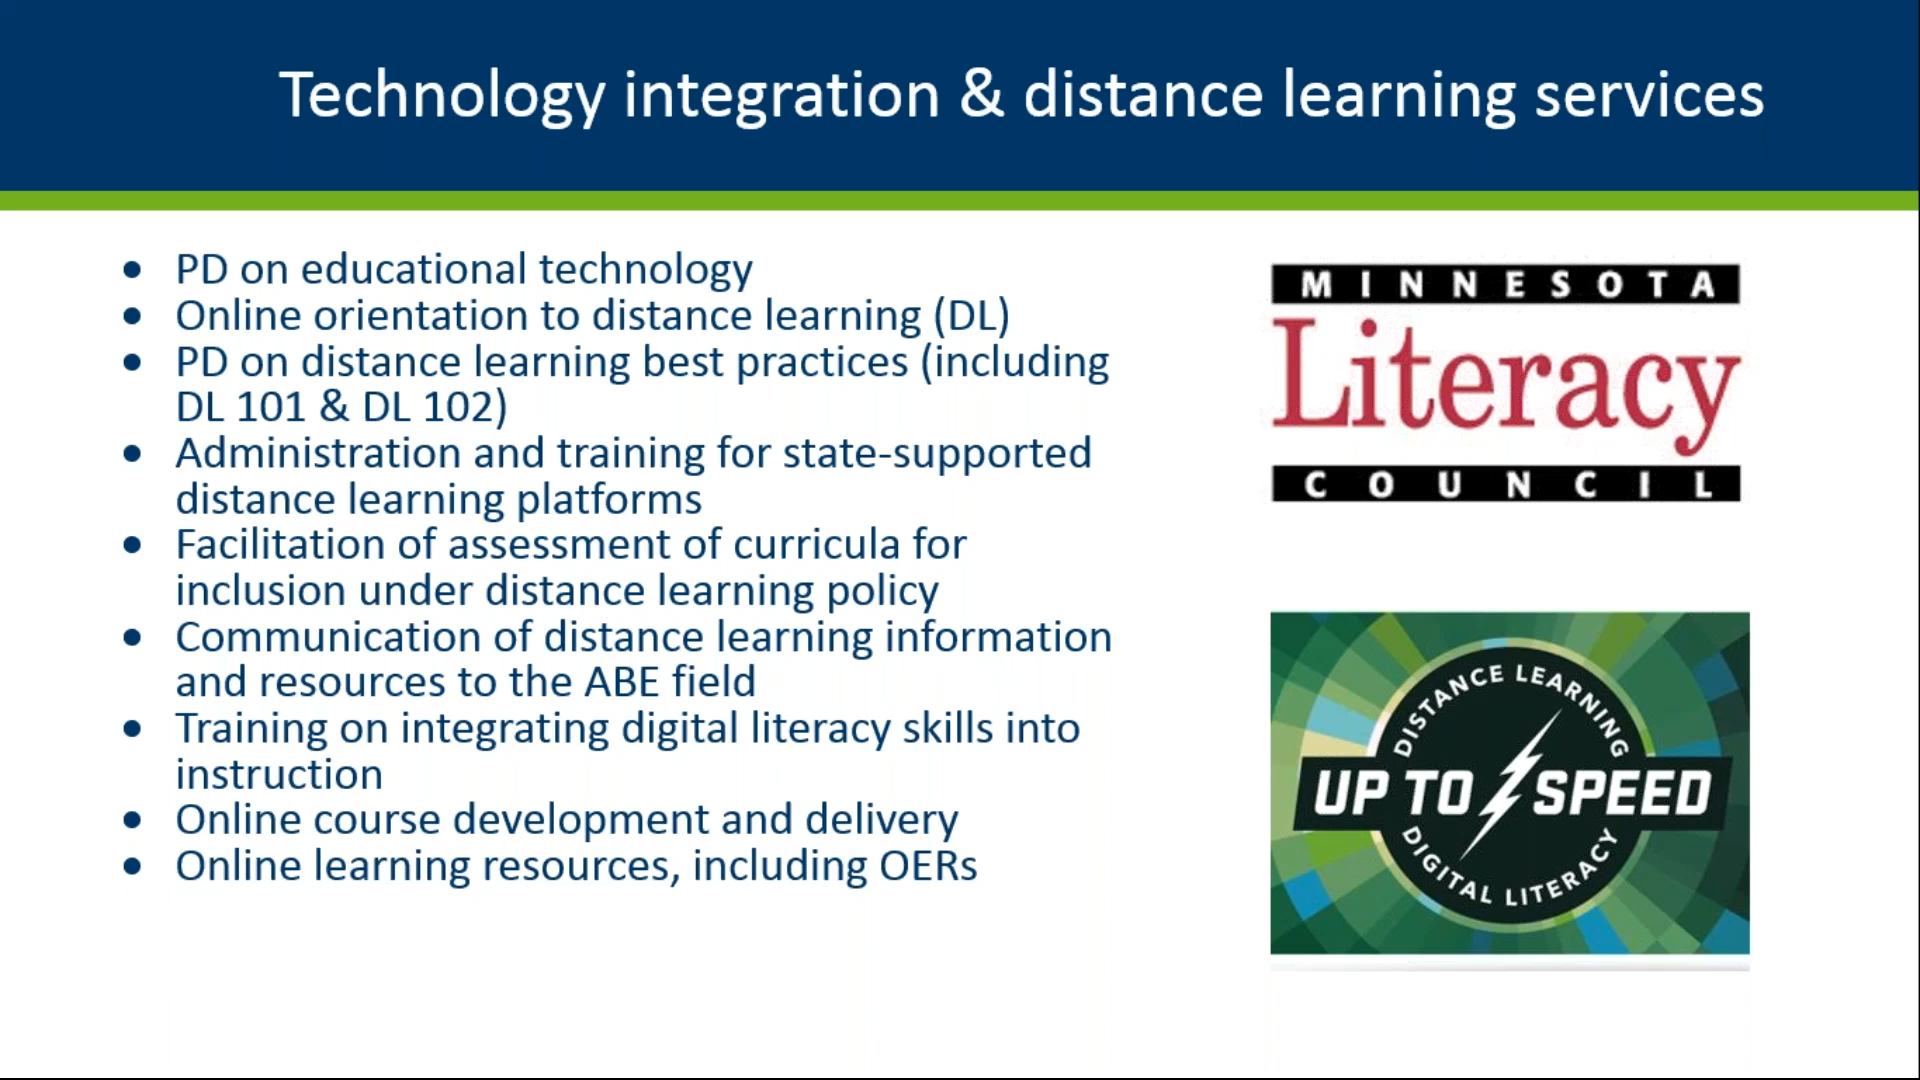 Technology integration & distance learning services
• PD on educational technology
• Online orientation to distance learning (DL)
• PD on distance learning best practices (including
DL 101 & DL 102)
• Administration and training for state-supported
distance learning platforms
• Facilitation of assessment of curricula for
inclusion under distance learning policy
• Communication of distance learning information
and resources to the ABE field
• Training on integrating digital literacy skills into
instruction
• Online course development and delivery
• Online learning resources, including OERs
MINNESOTA
Literacy
COUNCIL
DISTANCE LEARNING
UP TO SPEED
DIGITAL LITERACY